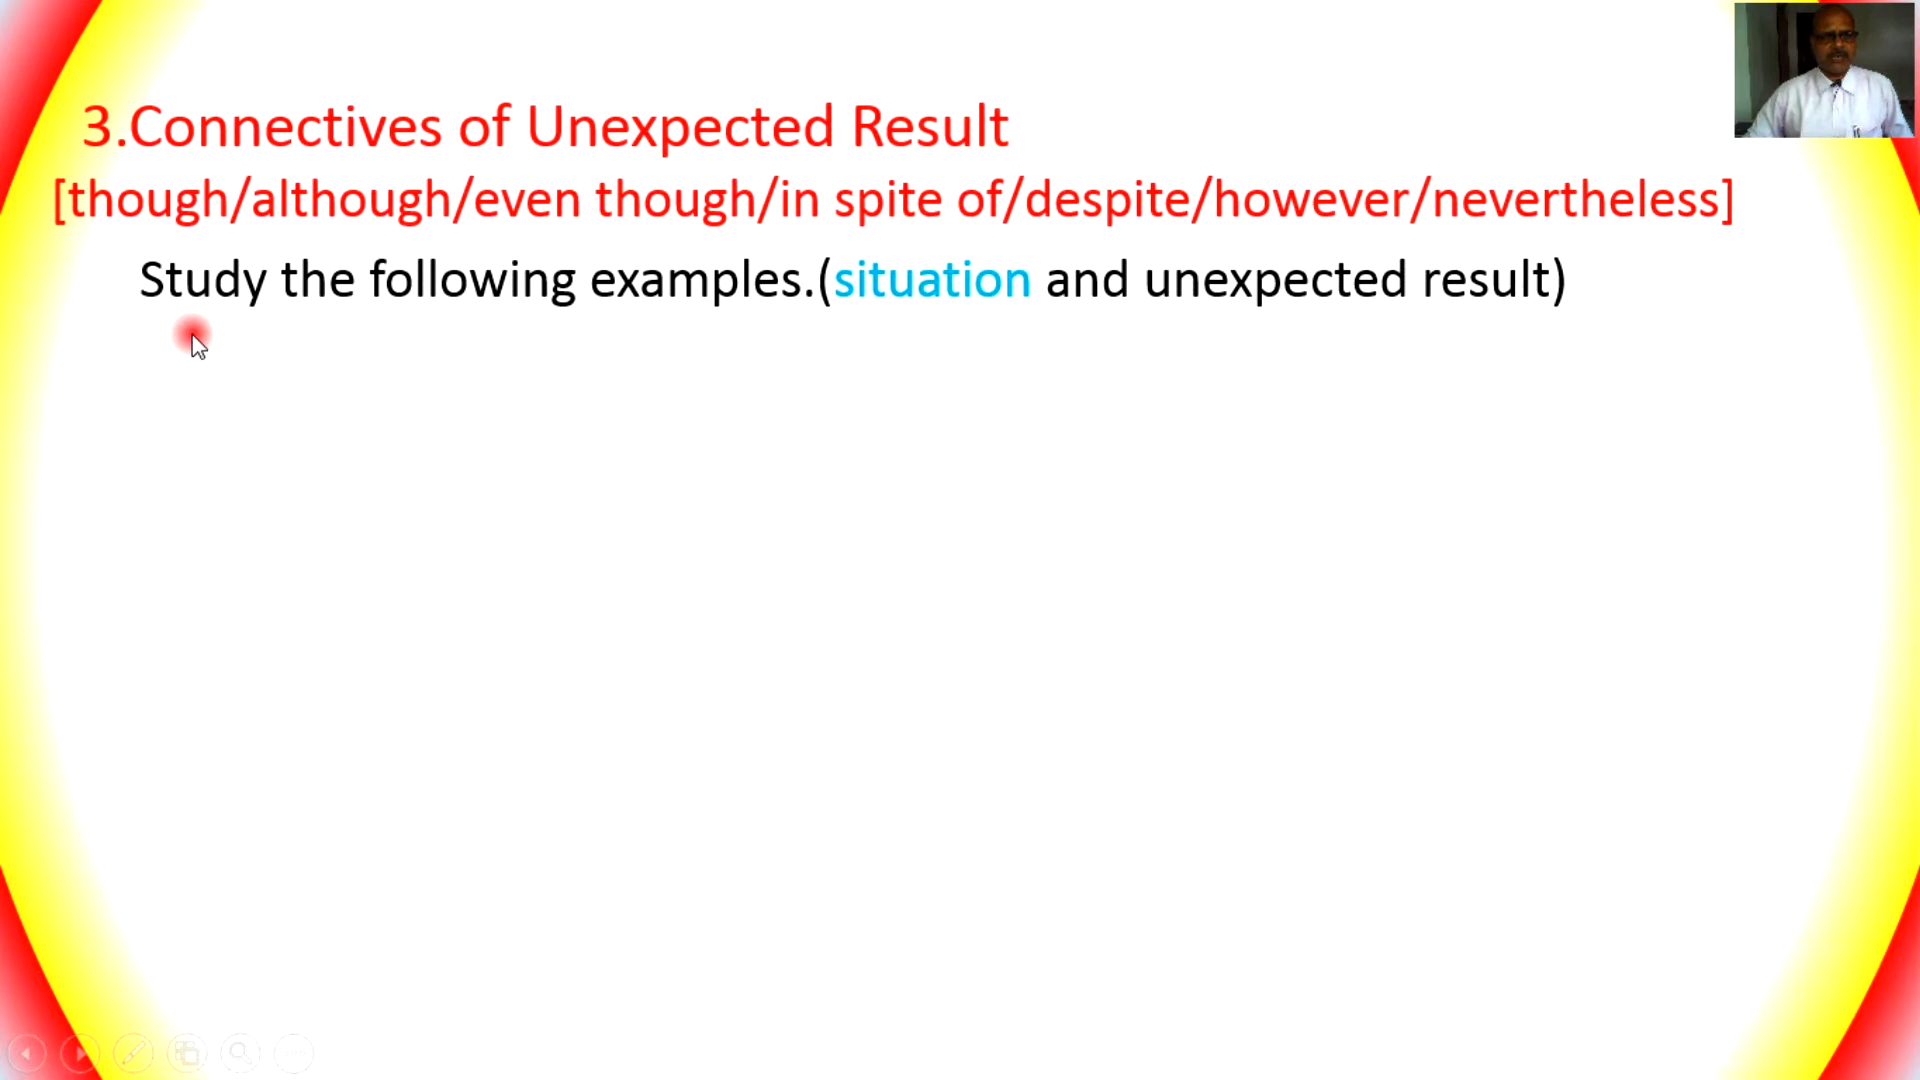 3.Connectives of Unexpected Result
[though/although/even though/in spite of/despite/however/nevertheless]
Study the following examples.(situation and unexpected result)